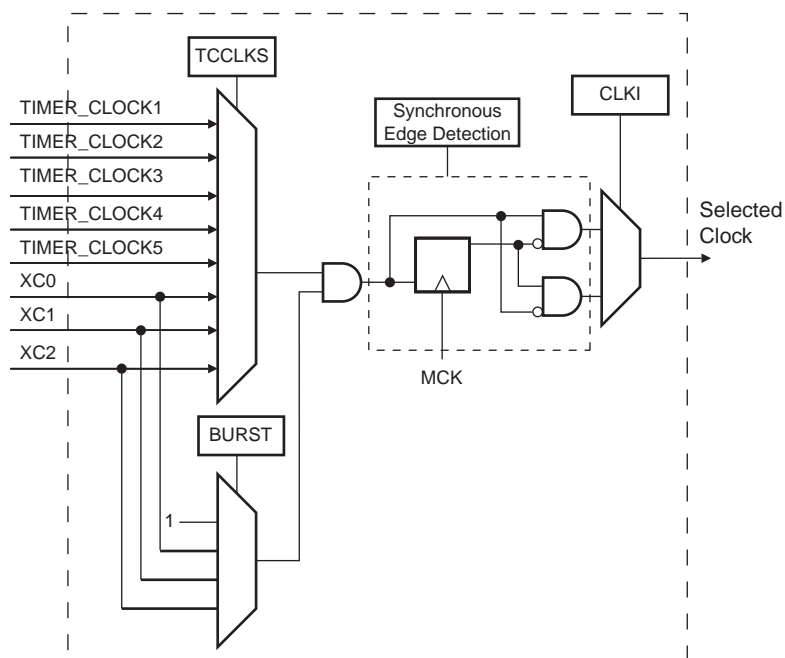 TCCLKS
TIMER_CLOCK1
TIMER_CLOCK2
TIMER_CLOCK3
TIMER_CLOCK4
TIMER_CLOCK5
XC0
XC1
XC2
Synchronous
Edge Detection
CLKI
Selected
Clock
MCK
BURST
1